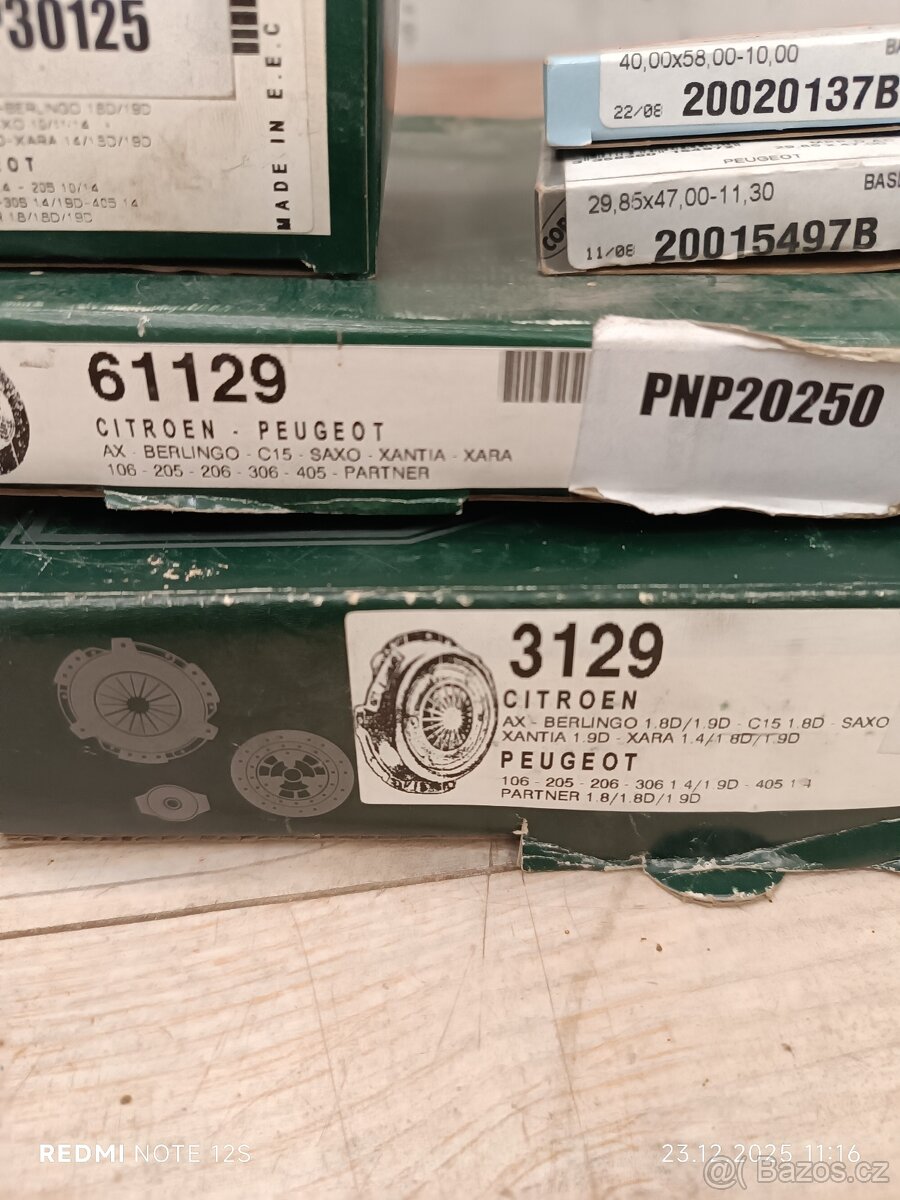 P30125
MADE IN E.E.C
-BERLINGO 18D/19D
-XARA 14/18D/19D
- 205 10/14
-306 14/19D-405 14
1.8/18D/19D
40,00x58,00-10,00
22/08 20020137B
PEUGEOT
29,85x47,00-11,30
BASE
11/08 20015497B
61129
CITROEN - PEUGEOT
AX - BERLINGO - C15 - SAXO - XANTIA - XARA
106 - 205 - 206 - 306 - 405 - PARTNER
PNP20250
3129
CITROEN
AX - BERLINGO 1.8D/1.9D - C15 1.8D - SAXO
XANTIA 1.9D - XARA 1.4/1 8D/1.9D
PEUGEOT
106 - 205 - 206 - 306 1 4/1.9D - 405 1 4
PARTNER 1.8/1.8D/1 9D
REDMI NOTE 12S
23.12.2025 11:16
@( Bazos.cz